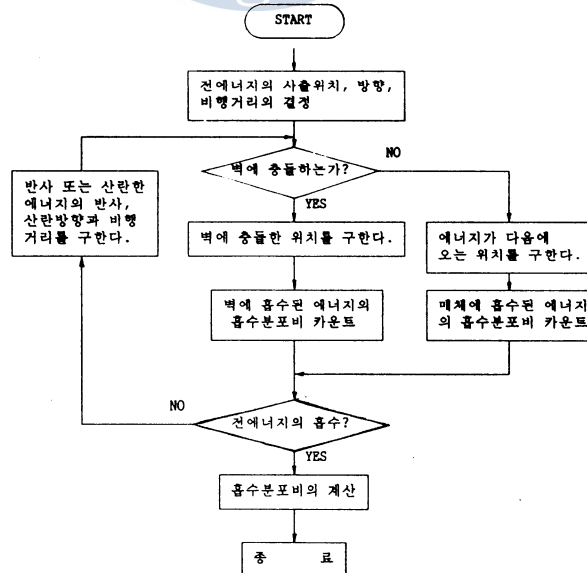 START
전에너지의 사출위치, 방향,
비행거리의 결정
벽에 충돌하는가?
NO
YES
반사 또는 산란한
에너지의 반사,
산란방향과 비행
거리를 구한다.
벽에 충돌한 위치를 구한다.
에너지가 다음에
오는 위치를 구한다.
벽에 흡수된 에너지의
흡수분포비 카운트
매체에 흡수된 에너지
의 흡수분포비 카운트
NO
전에너지의 흡수?
YES
흡수분포비의 계산
종 료